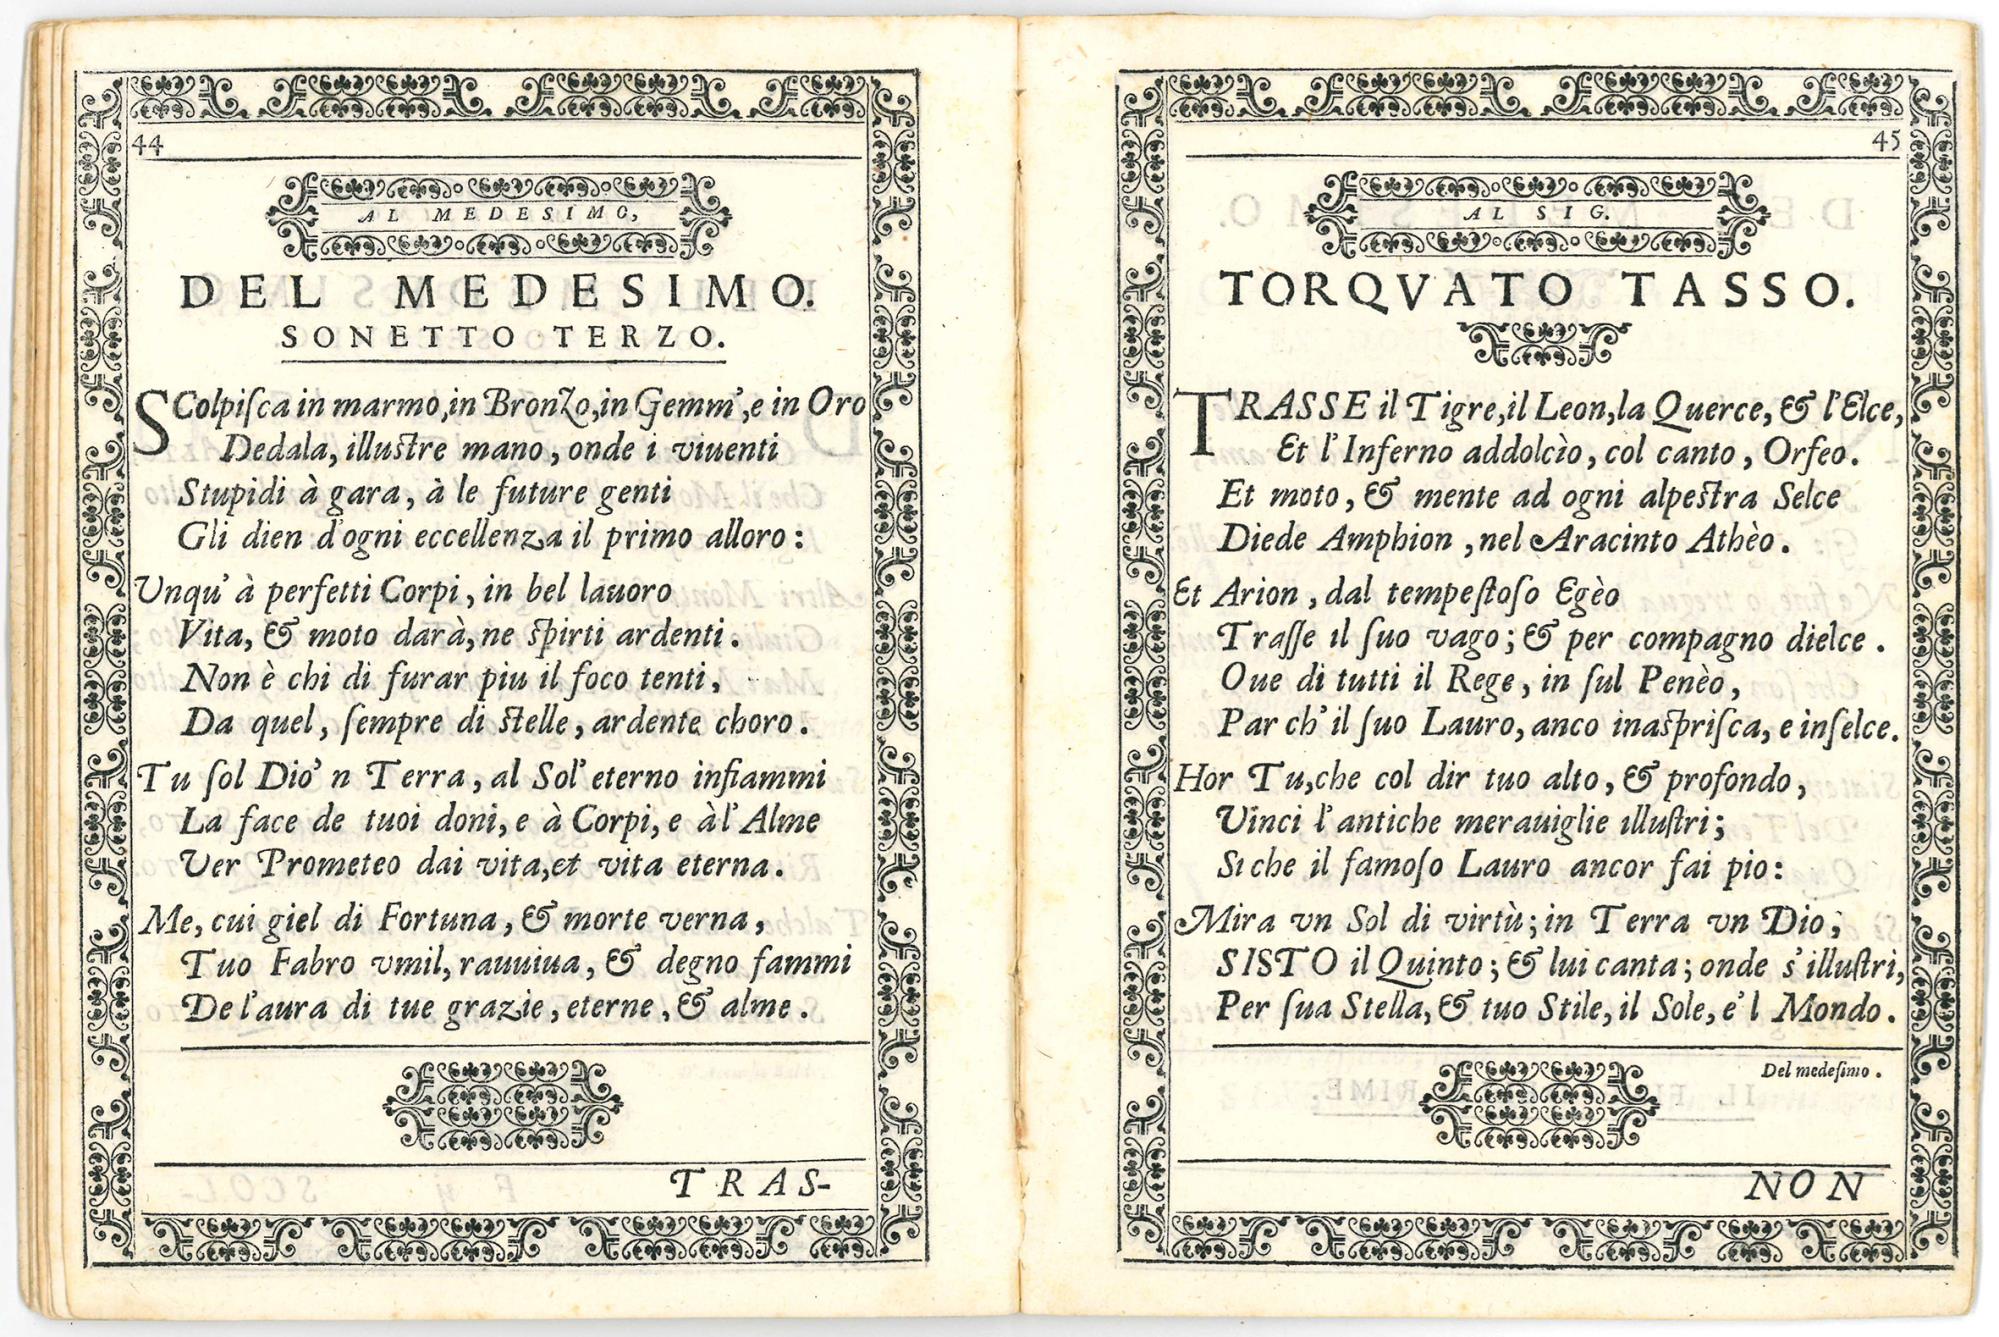 44
AL MEDESIMO,
DEL MEDESIMO.
SONETTO TERZO.
SColpiſca in marmo, in Bronzo, in Gemm', e in Oro
Dedala, illuſtre mano, onde i viuenti
Stupidi à gara, à le future genti
Gli dien d'ogni eccellenza il primo alloro:
Unqu' à perfetti Corpi, in bel lauoro
Vita, & moto darà, ne ſpirti ardenti.
Non è chi di furar piu il foco tenti,
Da quel, ſempre di ſtelle, ardente choro.
Tu ſol Dio' n Terra, al Sol' eterno infiammi
La face de tuoi doni, e à Corpi, e à l' Alme
Ver Prometeo dai vita, et vita eterna.
Me, cui giel di Fortuna, & morte verna,
Tuo Fabro vmil, rauuiua, & degno fammi
De l'aura di tue grazie, eterne, & alme.
TRAS-
45
AL SIG.
TORQVATO TASSO.
TRASSE il Tigre, il Leon, la Querce, & l'Elce,
Et l'Inferno addolcìo, col canto, Orfeo.
Et moto, & mente ad ogni alpeſtra Selce
Diede Amphion, nel Aracinto Athèo.
Et Arion, dal tempeſtoſo Egèo
Traſſe il ſuo vago; & per compagno dielce.
Oue di tutti il Rege, in ſul Penèo,
Par ch' il ſuo Lauro, anco inaſpriſca, e inſelce.
Hor Tu, che col dir tuo alto, & profondo,
Vinci l'antiche merauiglie illuſtri;
Si che il famoſo Lauro ancor fai pio:
Mira vn Sol di virtù; in Terra vn Dio;
SISTO il Quinto; & lui canta; onde s'illuſtri,
Per ſua Stella, & tuo Stile, il Sole, e' l Mondo.
Del medeſimo.
NON